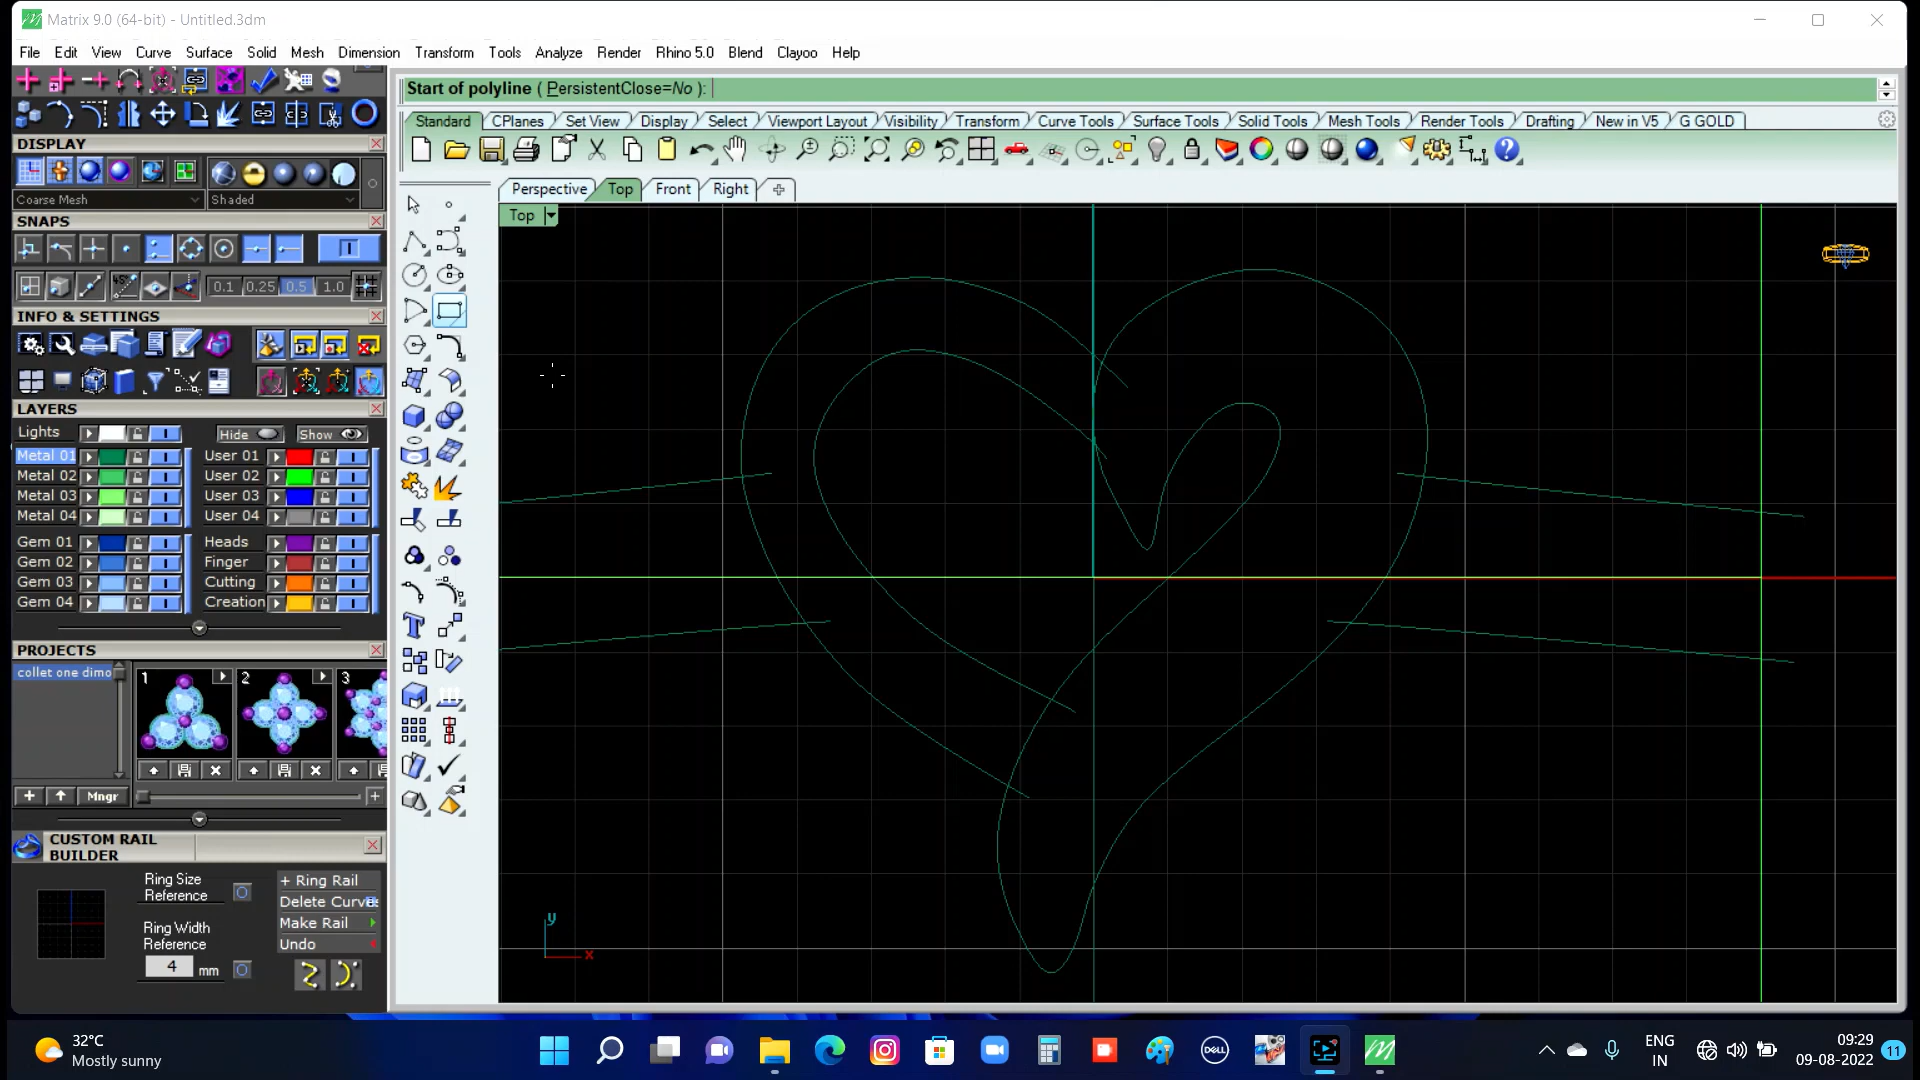 Matrix 9.0 (64-bit) - Untitled.3dm
File Edit View Curve Surface Solid Mesh Dimension Transform Tools Analyze Render Rhino 5.0 Blend Clayoo Help
Start of polyline ( PersistentClose=No ):
Standard CPlanes Set View Display Select Viewport Layout Visibility Transform Curve Tools Surface Tools Solid Tools Mesh Tools Render Tools Drafting New in V5 G GOLD
DISPLAY
Coarse Mesh Shaded
Perspective Top Front Right
Top
SNAPS
45°
0.1 0.25 0.5 1.0
INFO & SETTINGS
LAYERS
Lights Hide Show
Metal 01 User 01
Metal 02 User 02
Metal 03 User 03
Metal 04 User 04
Gem 01 Heads
Gem 02 Finger
Gem 03 Cutting
Gem 04 Creation
PROJECTS
collet one dimo
1 2 3
Mngr
CUSTOM RAIL
BUILDER
Ring Size
Reference
+ Ring Rail
Delete Curves
Ring Width
Reference
Make Rail
Undo
4 mm
y
x
32°C
Mostly sunny
DELL
ENG
IN
09:29
09-08-2022
11